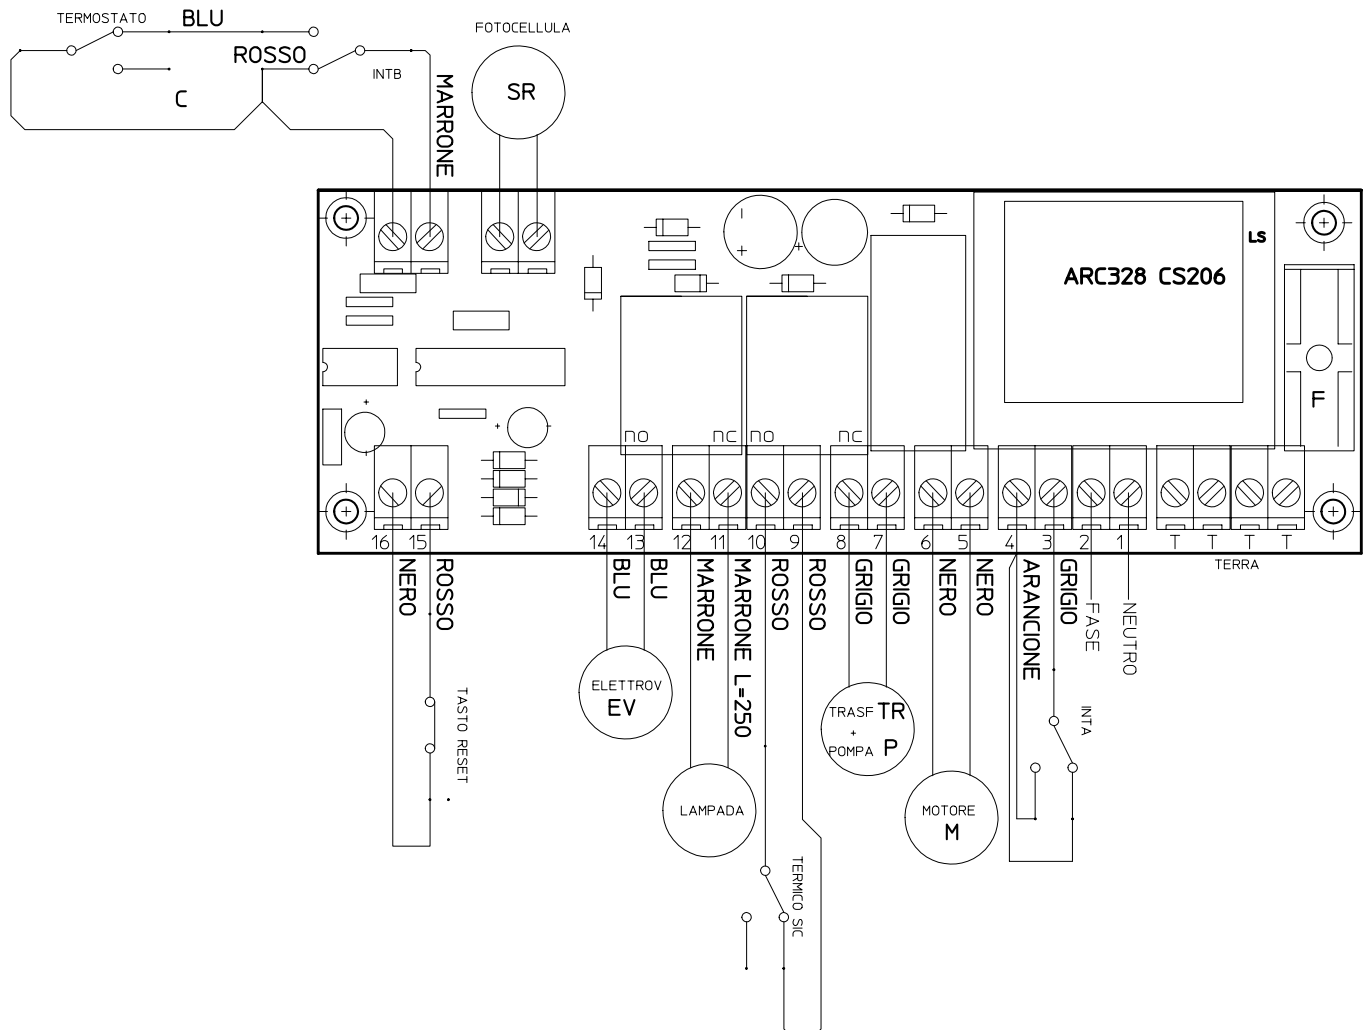 TERMOSTATO
BLU
FOTOCELLULA
ROSSO
INTB
C
MARRONE
SR
LS
ARC328 CS206
F
+
-
+
+
+
-
no
nc
no
nc
16
15
14
13
12
11
10
9
8
7
6
5
4
3
2
1
T
T
T
T
TERRA
NERO
ROSSO
BLU
BLU
MARRONE
MARRONE L=250
ROSSO
ROSSO
GRIGIO
GRIGIO
NERO
NERO
ARANCIONE
GRIGIO
FASE
NEUTRO
TASTO RESET
ELETTROV
EV
TRASF TR
+
POMPA P
INTA
LAMPADA
MOTORE
M
TERMICO SIC